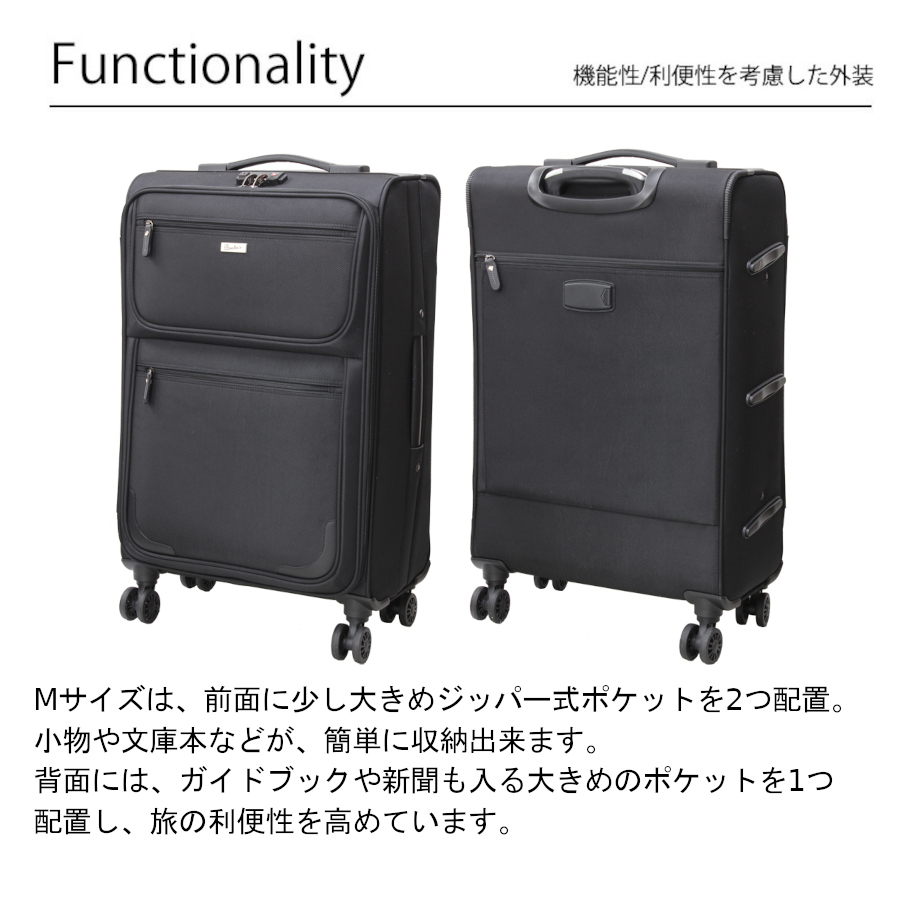 Functionality
機能性/利便性を考慮した外装
Mサイズは、前面に少し大きめジッパー式ポケットを2つ配置。
小物や文庫本などが、簡単に収納出来ます。
背面には、ガイドブックや新聞も入る大きめのポケットを1つ
配置し、旅の利便性を高めています。